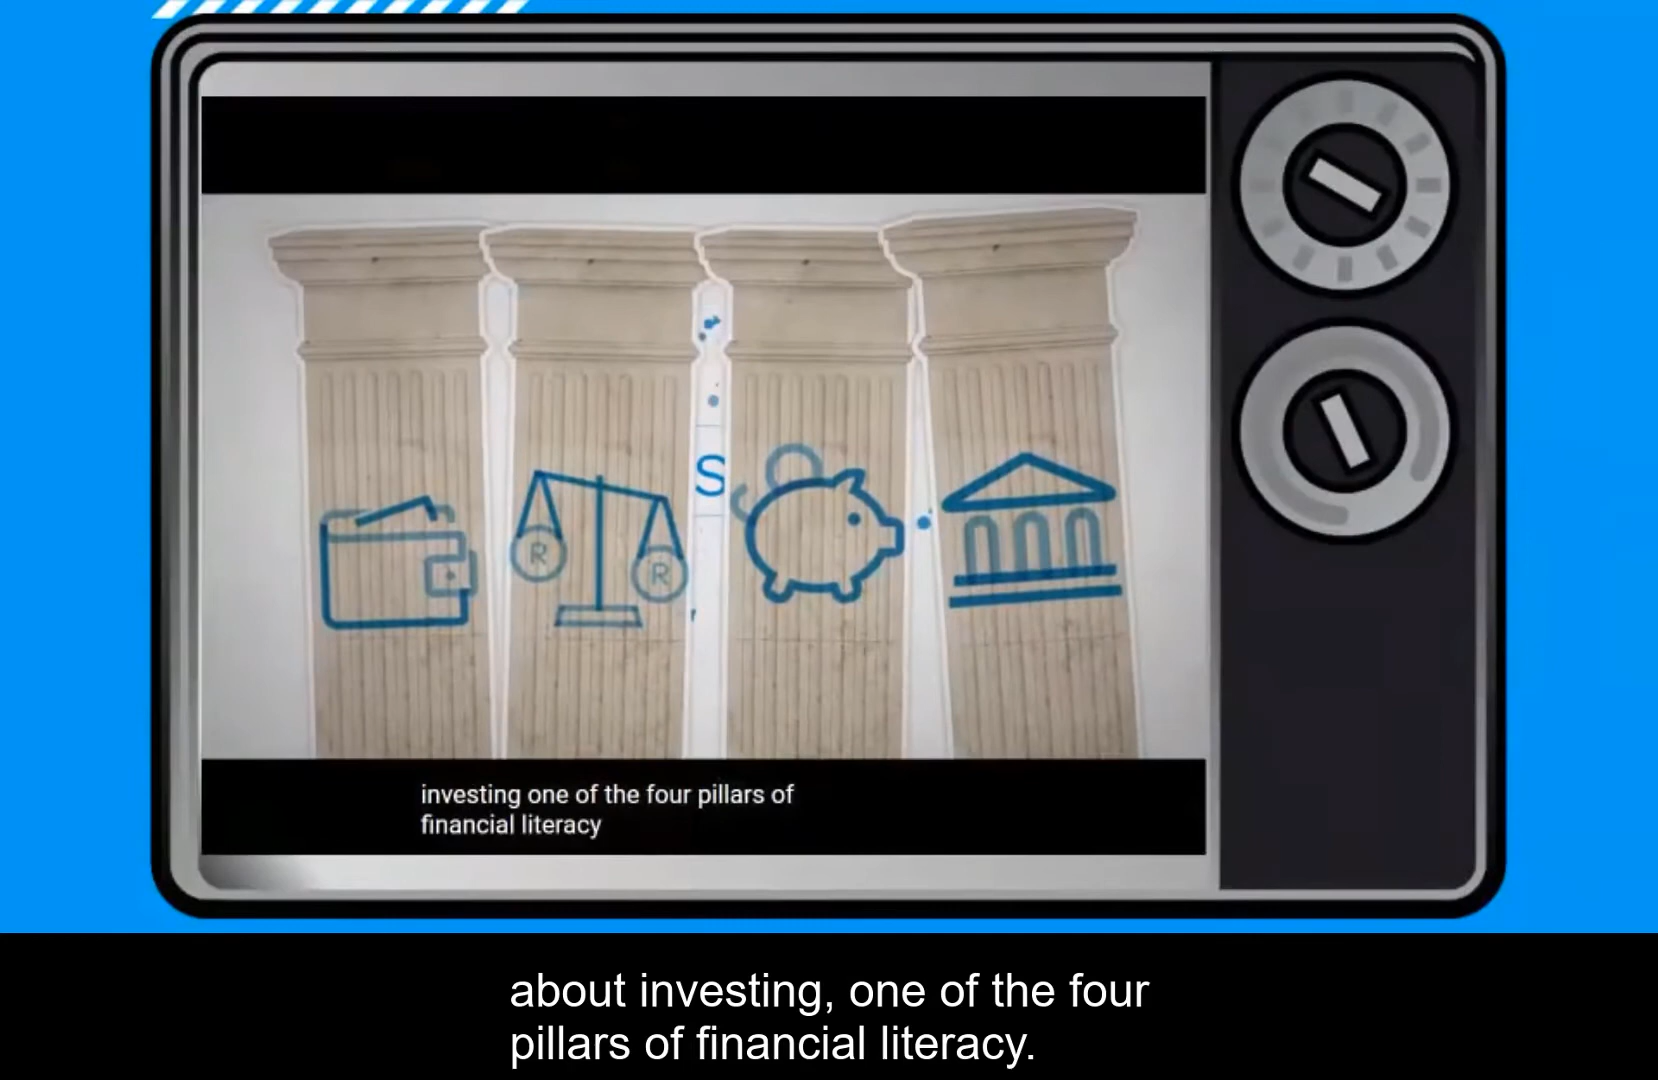 S
R
R
investing one of the four pillars of
financial literacy
about investing, one of the four
pillars of financial literacy.